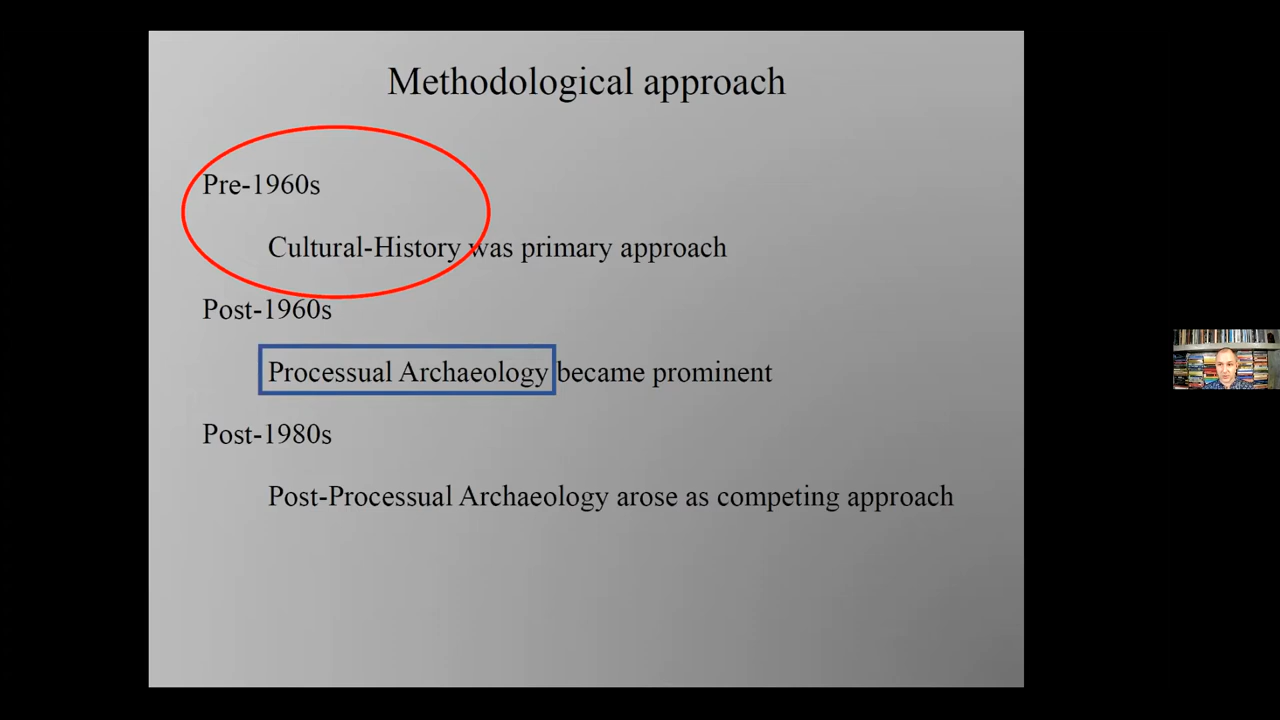 Methodological approach
Pre-1960s
Cultural-History was primary approach
Post-1960s
Processual Archaeology became prominent
Post-1980s
Post-Processual Archaeology arose as competing approach